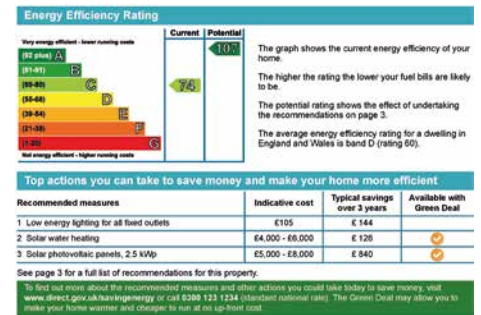 Energy Efficiency Rating
Current Potential
Very energy efficient - lower running costs
(92 plus) A
(81-91) B
(69-80) C
(55-68) D
(39-54) E
(21-38) F
(1-20) G
Not energy efficient - higher running costs
74
107
The graph shows the current energy efficiency of your
home.
The higher the rating the lower your fuel bills are likely
to be.
The potential rating shows the effect of undertaking
the recommendations on page 3.
The average energy efficiency rating for a dwelling in
England and Wales is band D (rating 60).
Top actions you can take to save money and make your home more efficient
Recommended measures Indicative cost Typical savings over 3 years Available with Green Deal
1 Low energy lighting for all fixed outlets £105 £ 144
2 Solar water heating £4,000 - £6,000 £ 126
3 Solar photovoltaic panels, 2.5 kWp £5,000 - £8,000 £ 840
See page 3 for a full list of recommendations for this property.
To find out more about the recommended measures and other actions you could take today to save money, visit
www.direct.gov.uk/savingenergy or call 0300 123 1234 (standard national rate). The Green Deal may allow you to
make your home warmer and cheaper to run at no up-front cost.